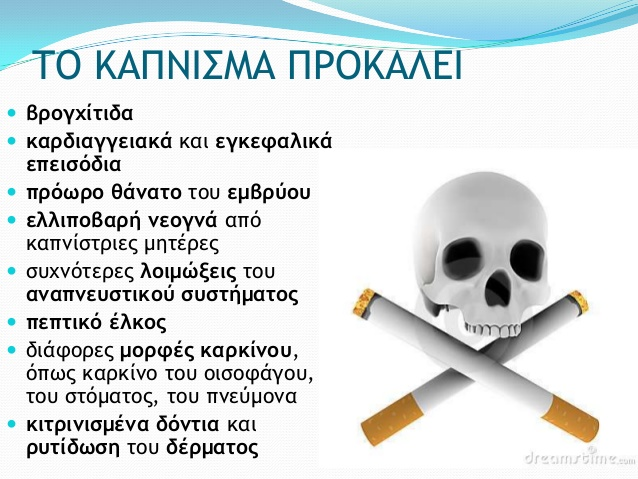 ΤΟ ΚΑΠΝΙΣΜΑ ΠΡΟΚΑΛΕΙ
βρογχίτιδα
καρδιαγγειακά και εγκεφαλικά
επεισόδια
πρόωρο θάνατο του εμβρύου
ελλιποβαρή νεογνά από
καπνίστριες μητέρες
συχνότερες λοιμώξεις του
αναπνευστικού συστήματος
πεπτικό έλκος
διάφορες μορφές καρκίνου,
όπως καρκίνο του οισοφάγου,
του στόματος, του πνεύμονα
κιτρινισμένα δόντια και
ρυτίδωση του δέρματος
dreamstime.com